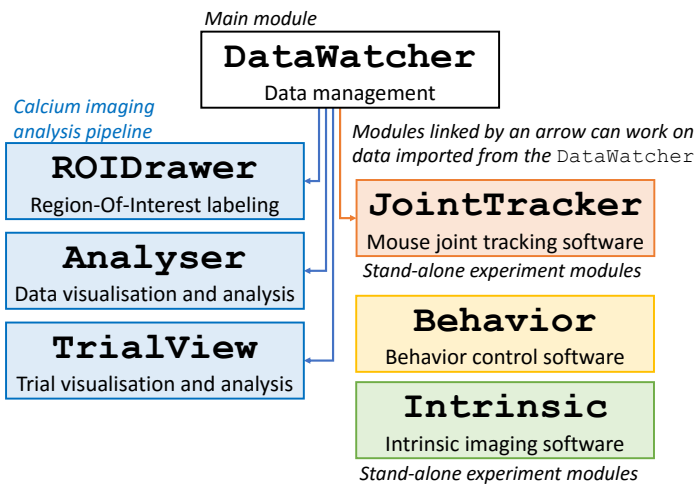 Main module
DataWatcher
Data management
Calcium imaging
analysis pipeline
ROIDrawer
Region-Of-Interest labeling
Analyser
Data visualisation and analysis
TrialView
Trial visualisation and analysis
Modules linked by an arrow can work on
data imported from the DataWatcher
JointTracker
Mouse joint tracking software
Stand-alone experiment modules
Behavior
Behavior control software
Intrinsic
Intrinsic imaging software
Stand-alone experiment modules